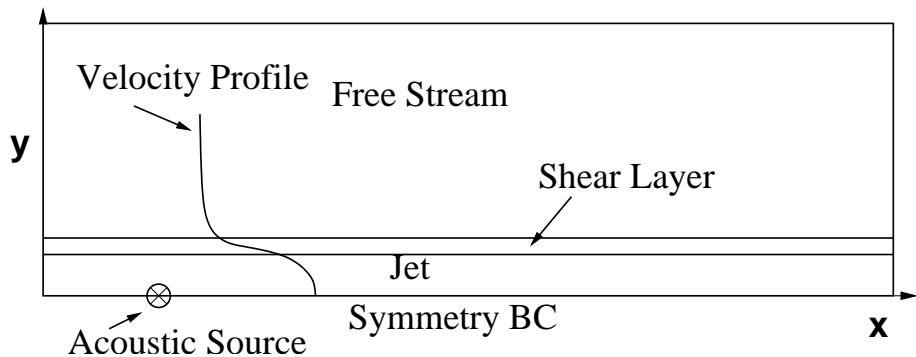 Velocity Profile
Free Stream
y
Shear Layer
Jet
Symmetry BC
x
Acoustic Source